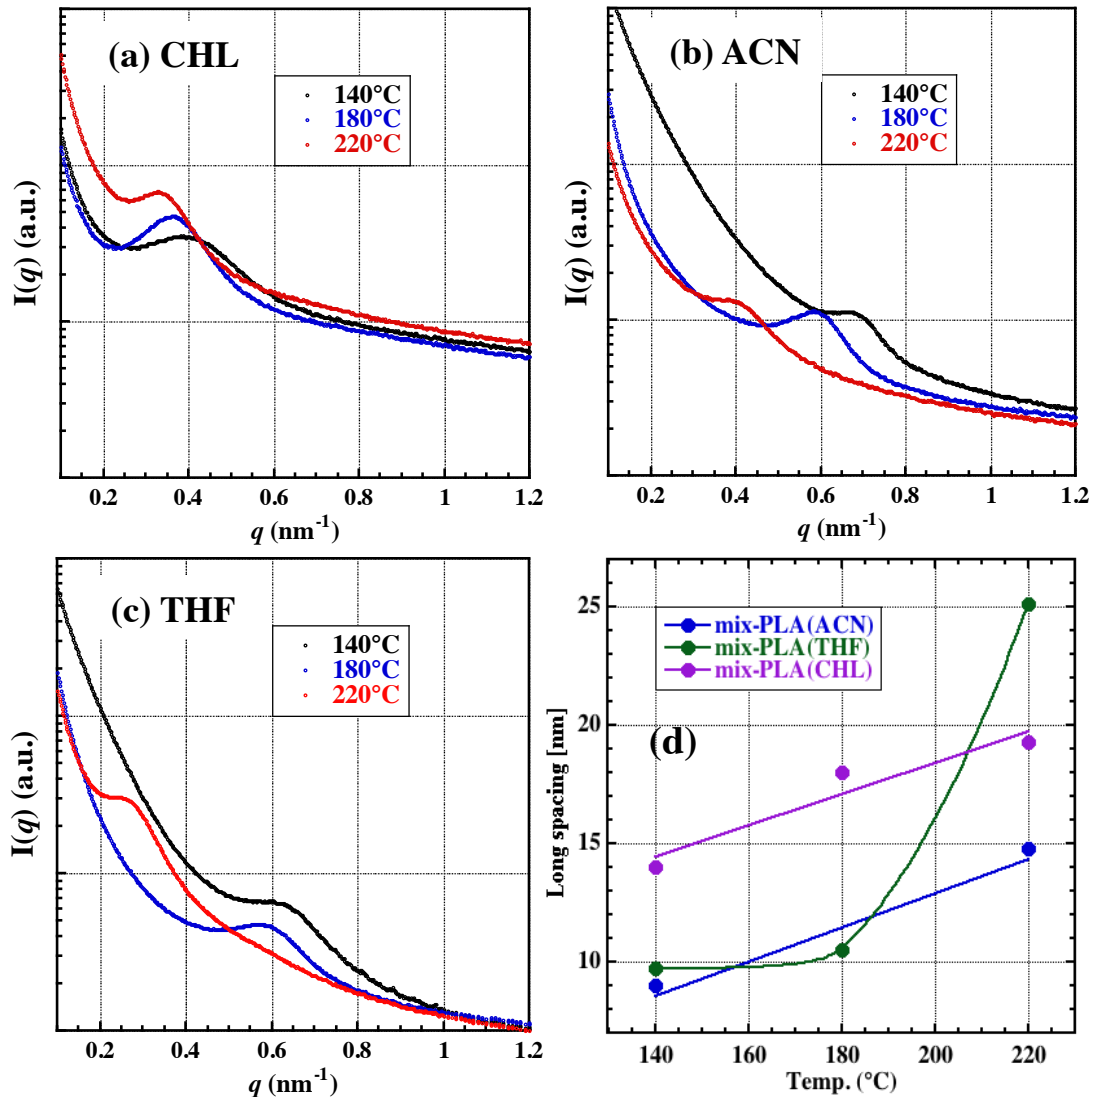 (a) CHL
140°C
180°C
220°C
I(q) (a.u.)
0.2 0.4 0.6 0.8 1 1.2
q (nm-1)
(b) ACN
140°C
180°C
220°C
I(q) (a.u.)
0.2 0.4 0.6 0.8 1 1.2
q (nm-1)
(c) THF
140°C
180°C
220°C
I(q) (a.u.)
0.2 0.4 0.6 0.8 1 1.2
q (nm-1)
25
20
15
10
mix-PLA(ACN)
mix-PLA(THF)
mix-PLA(CHL)
(d)
Long spacing [nm]
140 160 180 200 220
Temp. (°C)